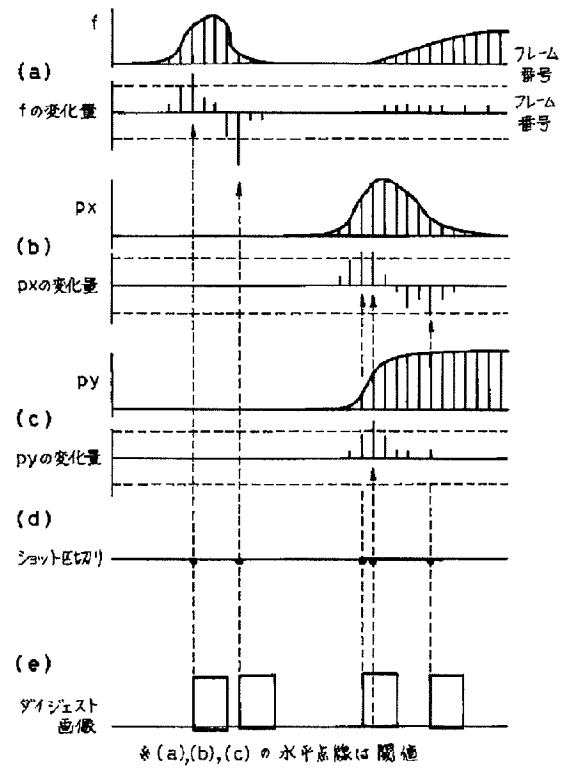 f
フレーム
番号
(a)
fの変化量
フレーム
番号
px
(b)
pxの変化量
py
(c)
pyの変化量
(d)
ショット区切り
(e)
ダイジェスト
画像
※(a),(b),(c)の水平点線は閾値